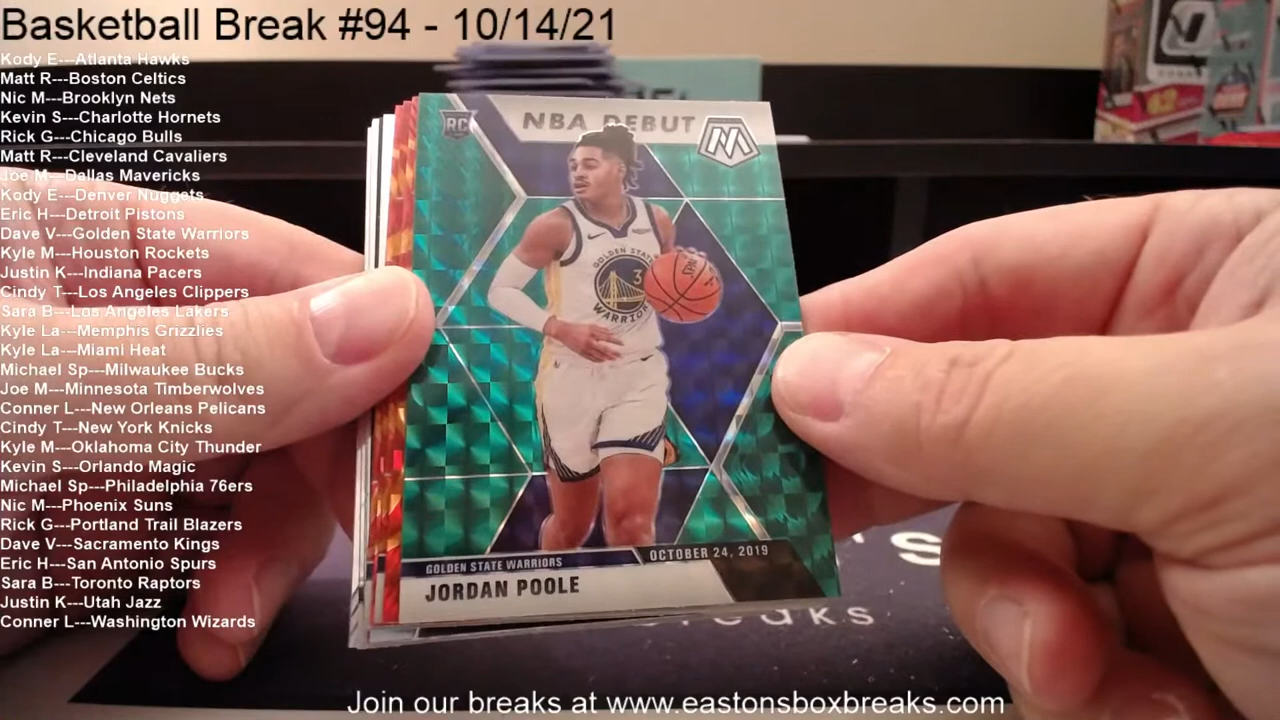 Basketball Break #94 - 10/14/21
Kody E---Atlanta Hawks
Matt R---Boston Celtics
Nic M---Brooklyn Nets
Kevin S---Charlotte Hornets
Rick G---Chicago Bulls
Matt R---Cleveland Cavaliers
Joe M---Dallas Mavericks
Kody E---Denver Nuggets
Eric H---Detroit Pistons
Dave V---Golden State Warriors
Kyle M---Houston Rockets
Justin K---Indiana Pacers
Cindy T---Los Angeles Clippers
Sara B---Los Angeles Lakers
Kyle La---Memphis Grizzlies
Kyle La---Miami Heat
Michael Sp---Milwaukee Bucks
Joe M---Minnesota Timberwolves
Conner L---New Orleans Pelicans
Cindy T---New York Knicks
Kyle M---Oklahoma City Thunder
Kevin S---Orlando Magic
Michael Sp---Philadelphia 76ers
Nic M---Phoenix Suns
Rick G---Portland Trail Blazers
Dave V---Sacramento Kings
Eric H---San Antonio Spurs
Sara B---Toronto Raptors
Justin K---Utah Jazz
Conner L---Washington Wizards
RC
NBA DEBUT
M
GOLDEN STATE
3
WARRIORS
OCTOBER 24, 2019
GOLDEN STATE WARRIORS
JORDAN POOLE
's
Breaks
Join our breaks at www.eastonsboxbreaks.com